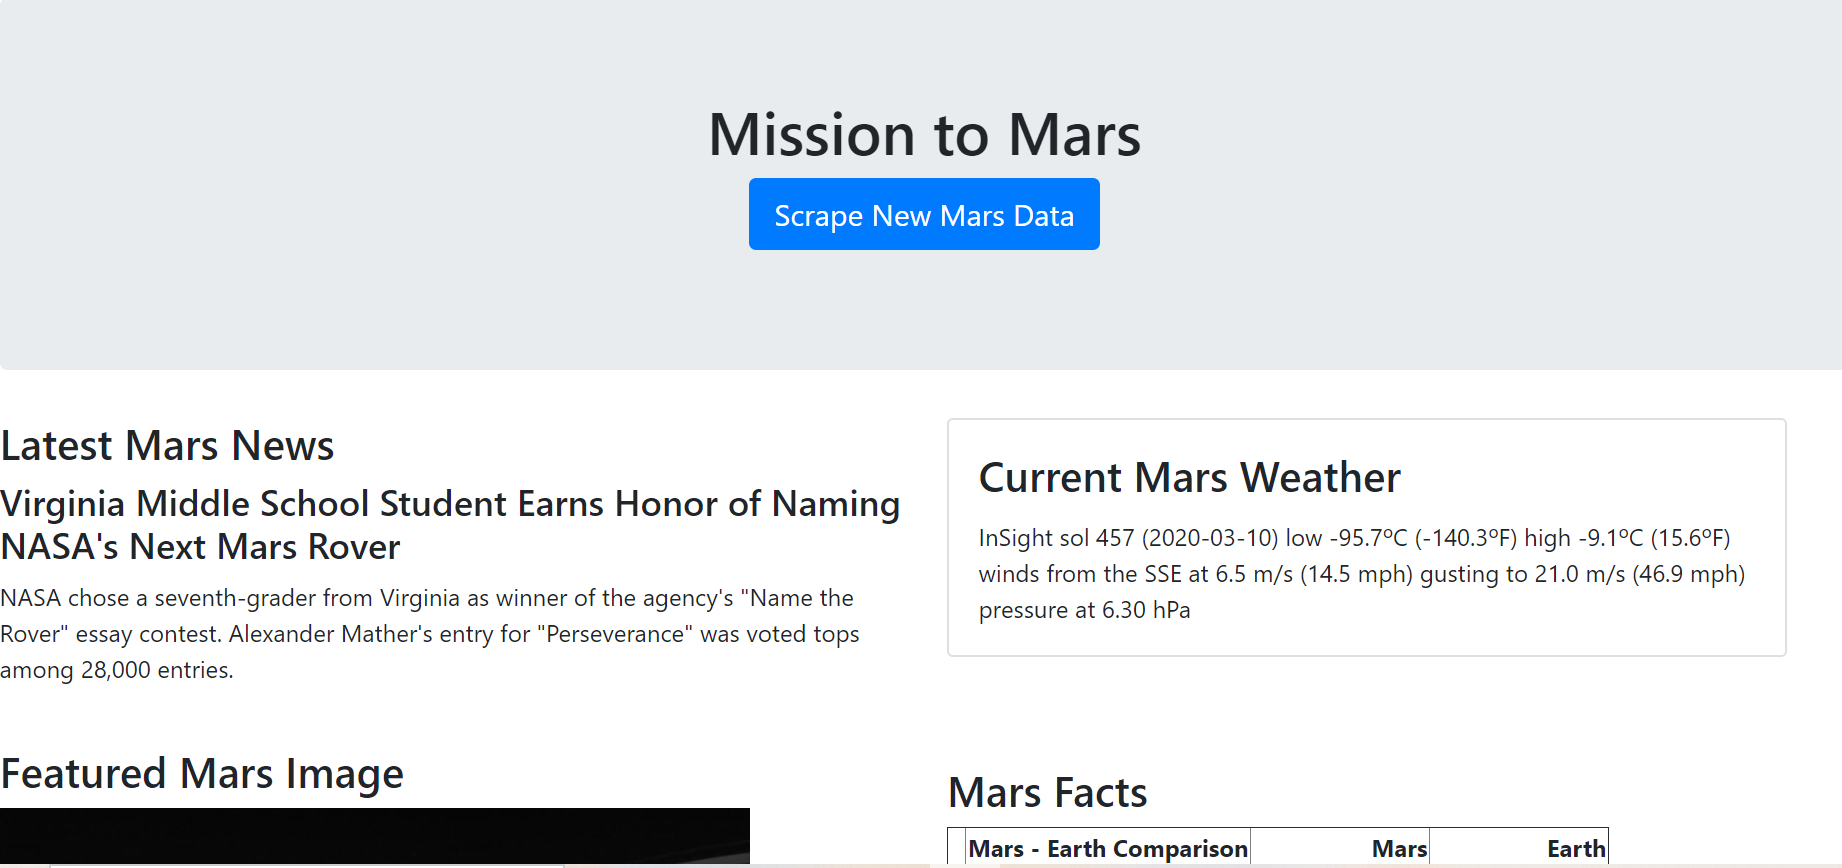 Mission to Mars
Scrape New Mars Data
Latest Mars News
Virginia Middle School Student Earns Honor of Naming
NASA's Next Mars Rover
NASA chose a seventh-grader from Virginia as winner of the agency's "Name the
Rover" essay contest. Alexander Mather's entry for "Perseverance" was voted tops
among 28,000 entries.
Current Mars Weather
InSight sol 457 (2020-03-10) low -95.7ºC (-140.3ºF) high -9.1ºC (15.6ºF)
winds from the SSE at 6.5 m/s (14.5 mph) gusting to 21.0 m/s (46.9 mph)
pressure at 6.30 hPa
Featured Mars Image
Mars Facts
Mars - Earth Comparison Mars Earth